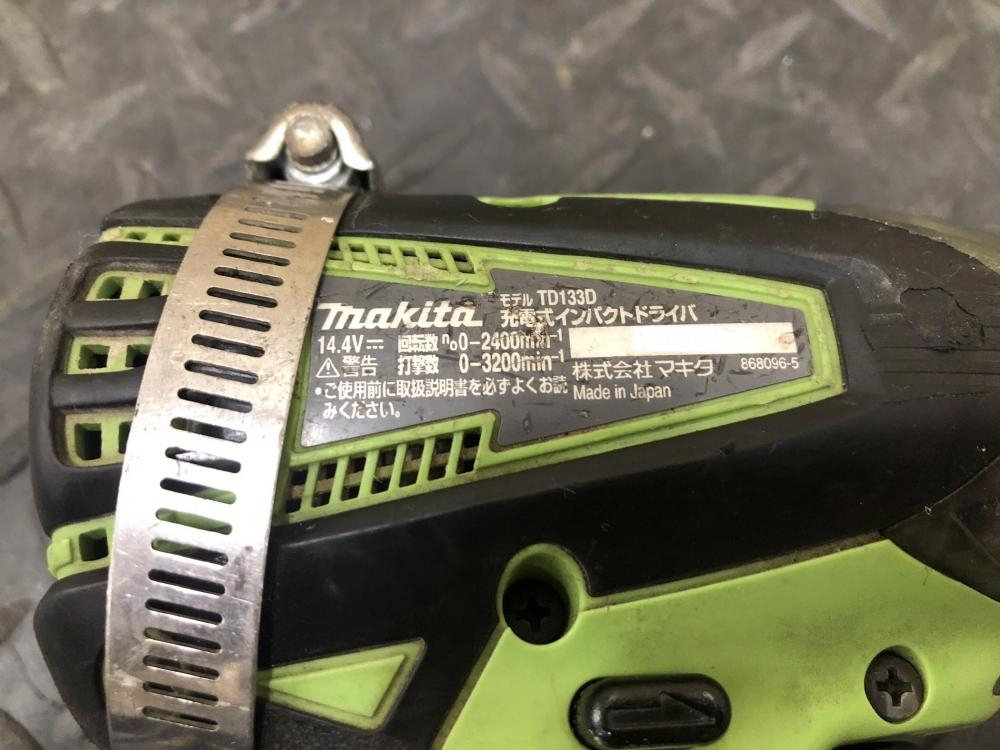 makita モデル TD133D
充電式インパクトドライバ
14.4V⎓ 回転数 n₀0-2400min⁻¹
⚠警告 打撃数 0-3200min⁻¹
株式会社 マキタ 868096-5
•ご使用前に取扱説明書を必ずよくお読
みください。
Made in Japan